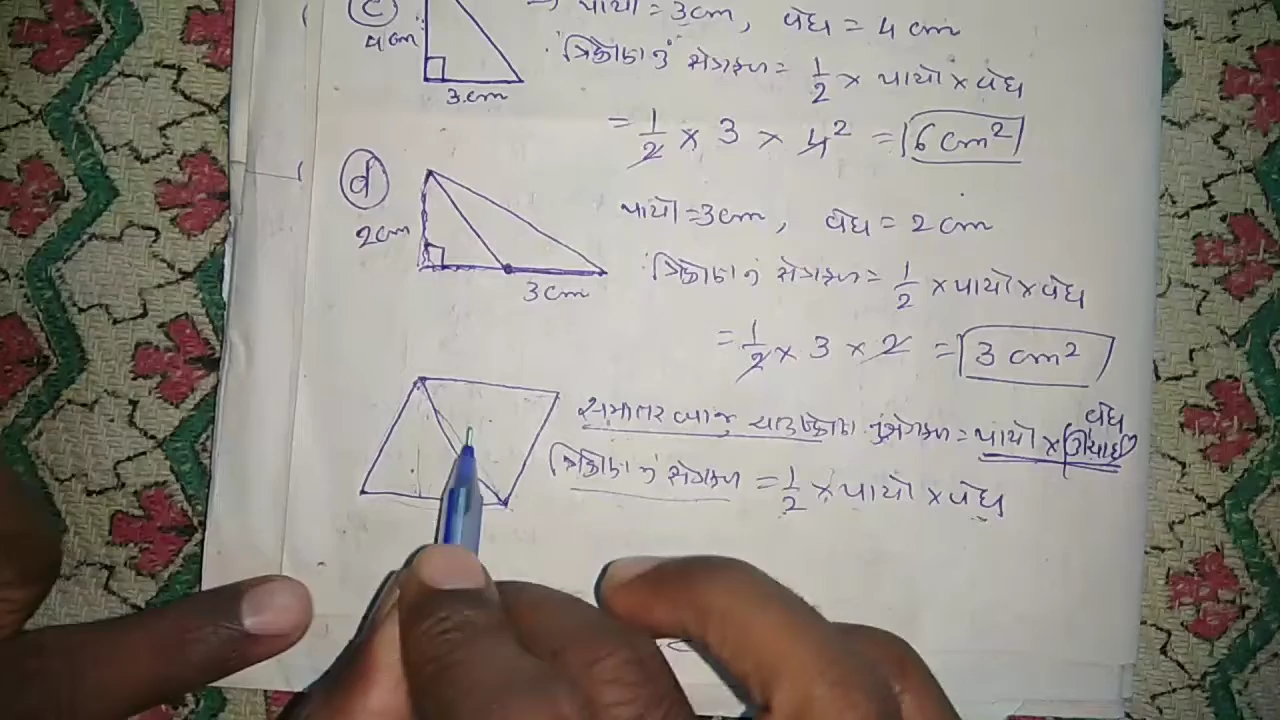 c → પાયો = 3cm, વેધ = 4 cm
4cm
ત્રિકોણનું ક્ષેત્રફળ = 1/2 × પાયો × વેધ
3cm
= 1/2 × 3 × 4² = 6 cm²
d
2cm
પાયો = 3cm, વેધ = 2 cm
ત્રિકોણનું ક્ષેત્રફળ = 1/2 × પાયો × વેધ
3cm
= 1/2 × 3 × 2 = 3 cm²
વેધ
સમાંતર બાજુ ચતુષ્કોણનું ક્ષેત્રફળ = પાયો × (ઊંચાઈ)
ત્રિકોણનું ક્ષેત્રફળ = 1/2 × પાયો × વેધ